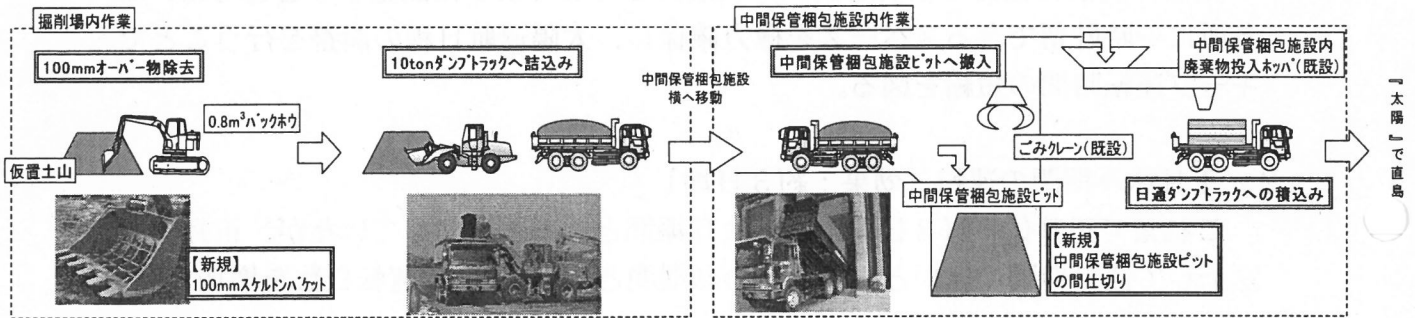 掘削場内作業
100mmオーバー物除去
0.8m³バックホウ
仮置土山
【新規】
100mmスケルトンバケット
10tonダンプトラックへ詰込み
中間保管梱包施設
横へ移動
中間保管梱包施設内作業
中間保管梱包施設ピットへ搬入
中間保管梱包施設内
廃棄物投入ホッパ(既設)
ごみクレーン(既設)
中間保管梱包施設ピット
【新規】
中間保管梱包施設ピット
の間仕切り
日通ダンプトラックへの積込み
『太陽』で直島